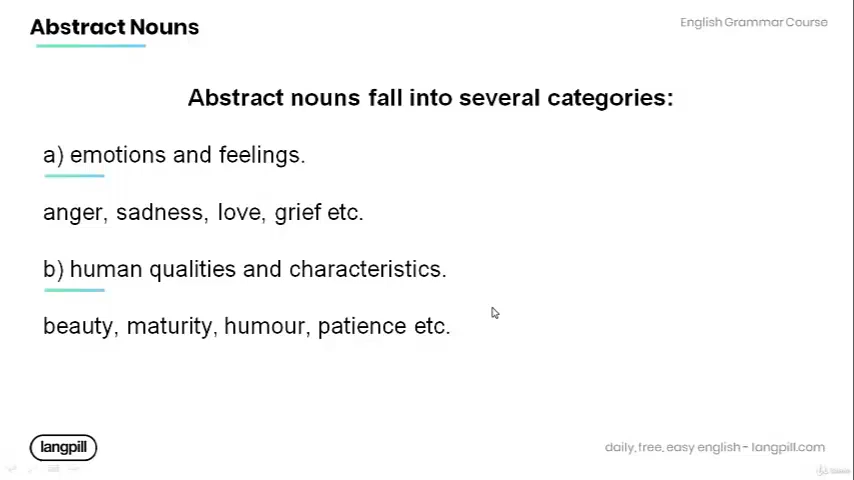 Abstract Nouns
English Grammar Course
Abstract nouns fall into several categories:
a) emotions and feelings.
anger, sadness, love, grief etc.
b) human qualities and characteristics.
beauty, maturity, humour, patience etc.
langpill
daily, free, easy english - langpill.com